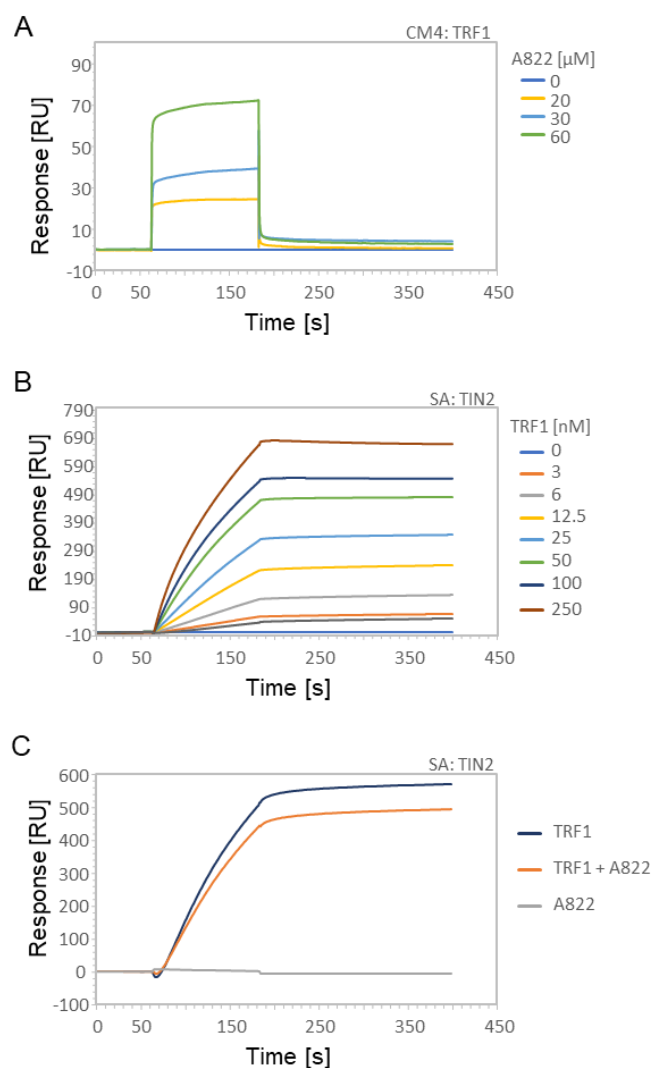 A
CM4: TRF1
A822 [µM]
0
20
30
60
Response [RU]
90
70
50
30
10
-10
0 50 100 150 200 250 300 350 400 450
Time [s]
B
SA: TIN2
TRF1 [nM]
0
3
6
12.5
25
50
100
250
Response [RU]
790
690
590
490
390
290
190
90
-10
0 50 100 150 200 250 300 350 400 450
Time [s]
C
SA: TIN2
TRF1
TRF1 + A822
A822
Response [RU]
600
500
400
300
200
100
0
-100
0 50 100 150 200 250 300 350 400 450
Time [s]